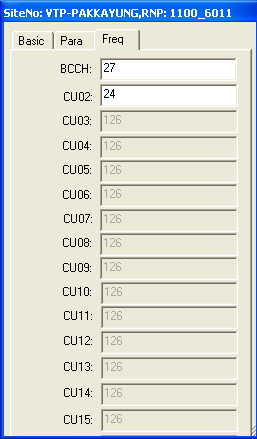 SiteNo: VTP-PAKKAYUNG,RNP: 1100_6011
Basic Para Freq
BCCH: 27
CU02: 24
CU03: 126
CU04: 126
CU05: 126
CU06: 126
CU07: 126
CU08: 126
CU09: 126
CU10: 126
CU11: 126
CU12: 126
CU13: 126
CU14: 126
CU15: 126